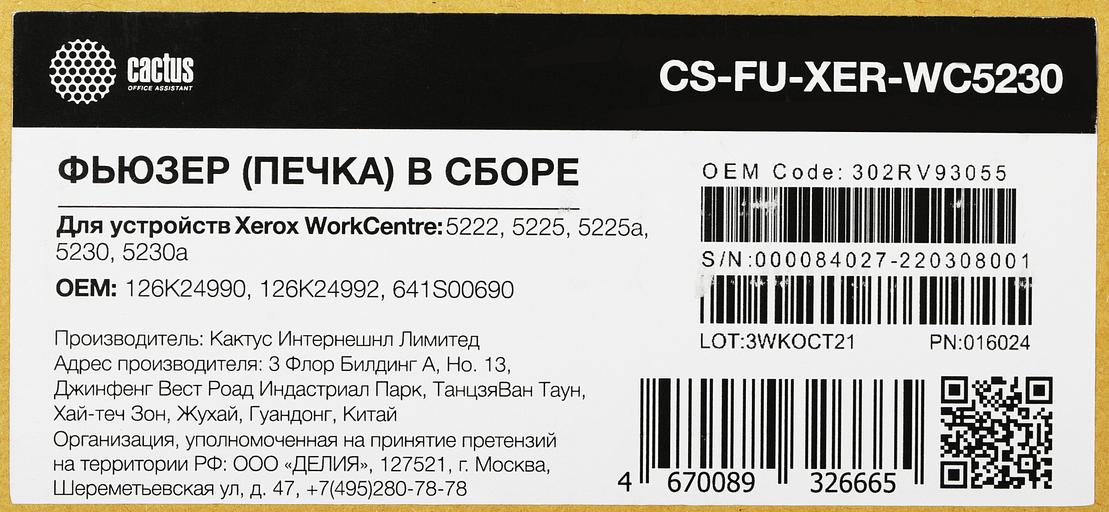 cactus
OFFICE ASSISTANT
CS-FU-XER-WC5230
ФЬЮЗЕР (ПЕЧКА) В СБОРЕ
Для устройств Xerox WorkCentre: 5222, 5225, 5225a,
5230, 5230a
OEM: 126K24990, 126K24992, 641S00690
Производитель: Кактус Интернешнл Лимитед
Адрес производителя: 3 Флор Билдинг А, Но. 13,
Джинфенг Вест Роад Индастриал Парк, ТанцзяВан Таун,
Хай-теч Зон, Жухай, Гуандонг, Китай
Организация, уполномоченная на принятие претензий
на территории РФ: ООО «ДЕЛИЯ», 127521, г. Москва,
Шереметьевская ул, д. 47, +7(495)280-78-78
OEM Code: 302RV93055
S/N:000084027-220308001
LOT:3WKOCT21 PN:016024
4 670089 326665